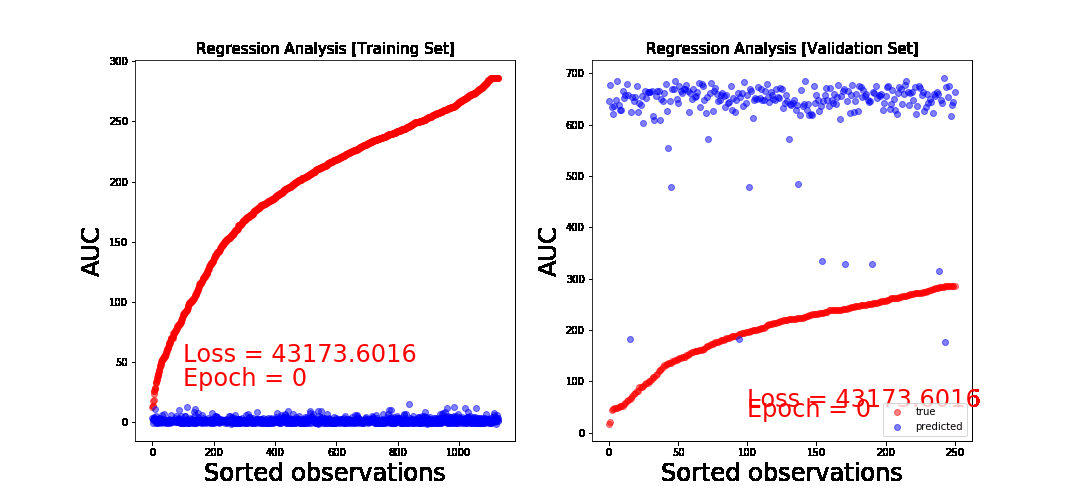 Regression Analysis [Training Set]
300
250
200
150
100
50
0
AUC
Loss = 43173.6016
Epoch = 0
0
200
400
600
800
1000
Sorted observations
Regression Analysis [Validation Set]
700
600
500
400
300
200
100
0
AUC
Loss = 43173.6016
Epoch = 0
true
predicted
0
50
100
150
200
250
Sorted observations